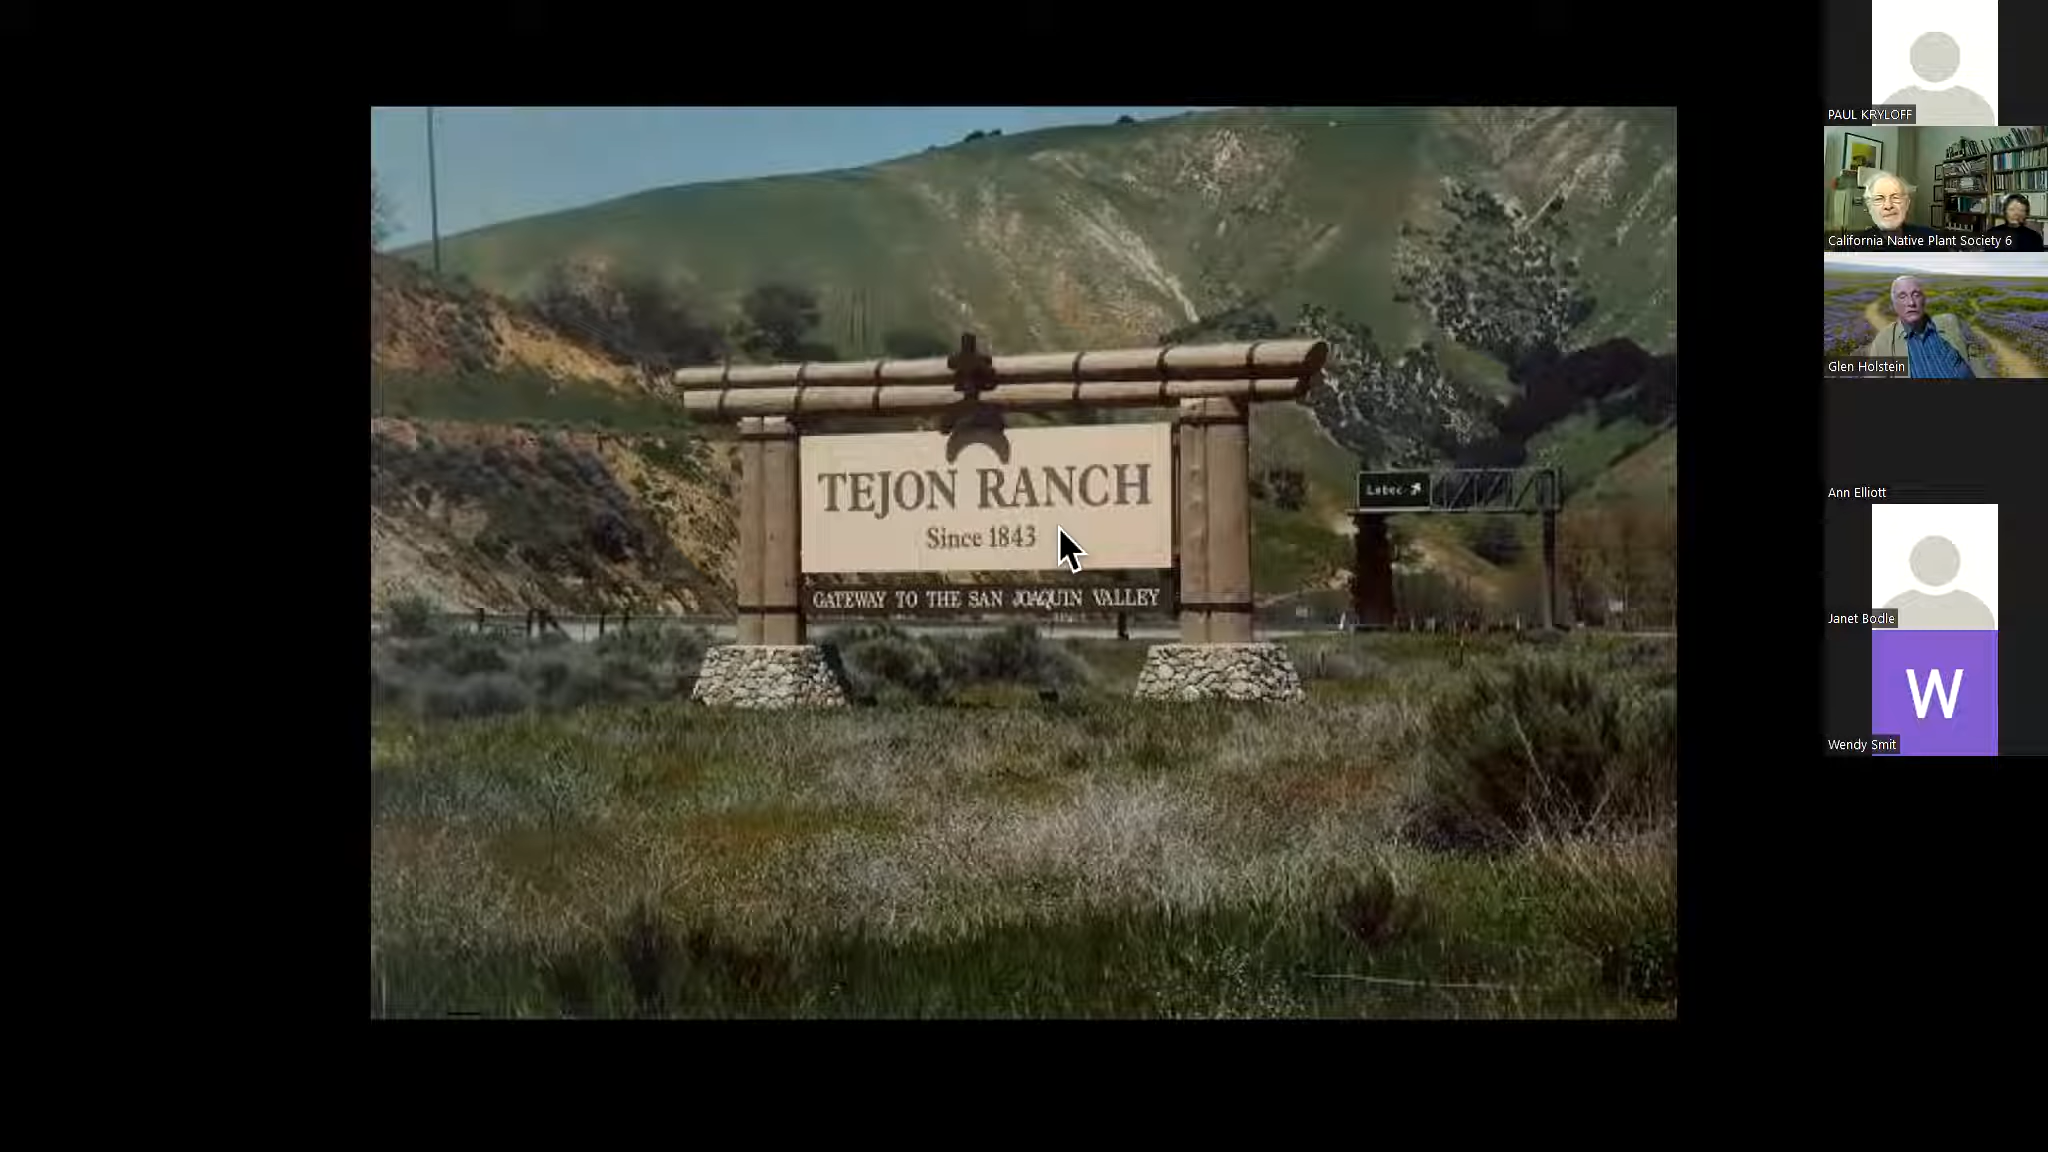 TEJON RANCH
Since 1843
GATEWAY TO THE SAN JOAQUIN VALLEY
Lebec
PAUL KRYLOFF
California Native Plant Society 6
Glen Holstein
Ann Elliott
Janet Bodle
W
Wendy Smit